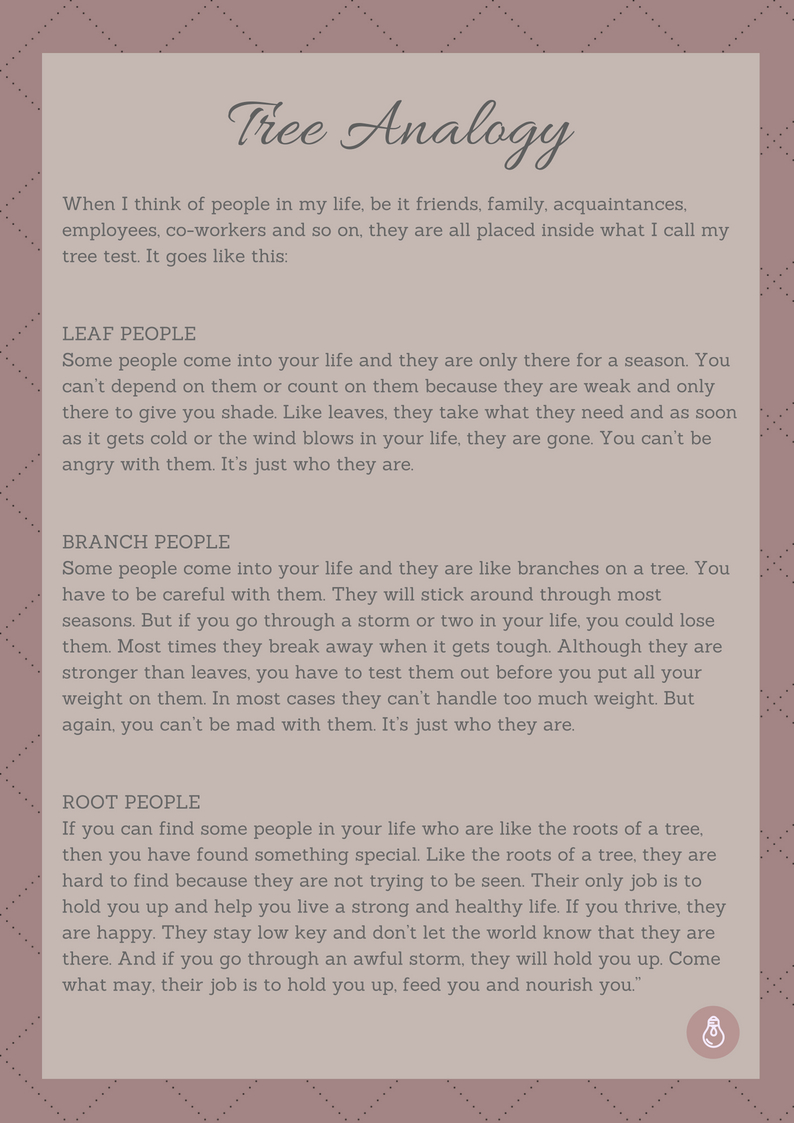 Tree Analogy
When I think of people in my life, be it friends, family, acquaintances,
employees, co-workers and so on, they are all placed inside what I call my
tree test. It goes like this:
LEAF PEOPLE
Some people come into your life and they are only there for a season. You
can't depend on them or count on them because they are weak and only
there to give you shade. Like leaves, they take what they need and as soon
as it gets cold or the wind blows in your life, they are gone. You can't be
angry with them. It's just who they are.
BRANCH PEOPLE
Some people come into your life and they are like branches on a tree. You
have to be careful with them. They will stick around through most
seasons. But if you go through a storm or two in your life, you could lose
them. Most times they break away when it gets tough. Although they are
stronger than leaves, you have to test them out before you put all your
weight on them. In most cases they can't handle too much weight. But
again, you can't be mad with them. It's just who they are.
ROOT PEOPLE
If you can find some people in your life who are like the roots of a tree,
then you have found something special. Like the roots of a tree, they are
hard to find because they are not trying to be seen. Their only job is to
hold you up and help you live a strong and healthy life. If you thrive, they
are happy. They stay low key and don't let the world know that they are
there. And if you go through an awful storm, they will hold you up. Come
what may, their job is to hold you up, feed you and nourish you."